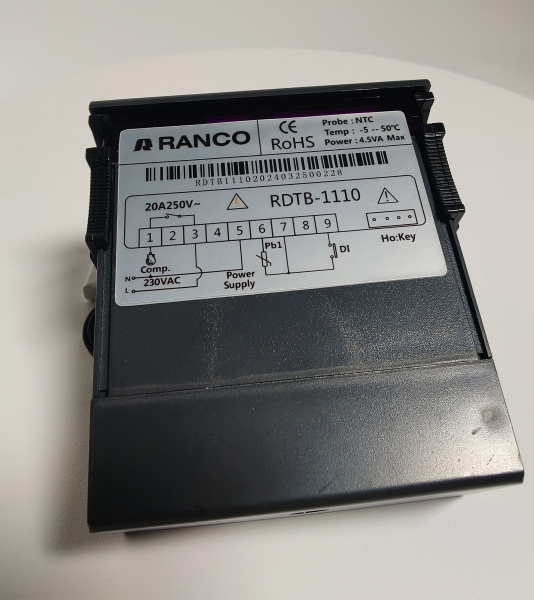 RANCO
CE
RoHS
Probe : NTC
Temp : -5 -- 50℃
Power : 4.5VA Max
RDTB11102024032500228
20A250V~
RDTB-1110
1 2 3 4 5 6 7 8 9
Pb1
DI
Ho:Key
Comp.
N
230VAC
L
Power
Supply